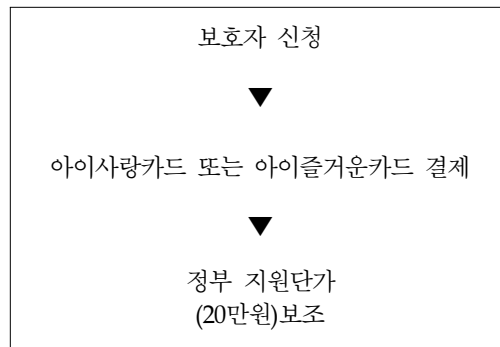 보호자 신청
▼
아이사랑카드 또는 아이즐거운카드 결제
▼
정부 지원단가
(20만원)보조